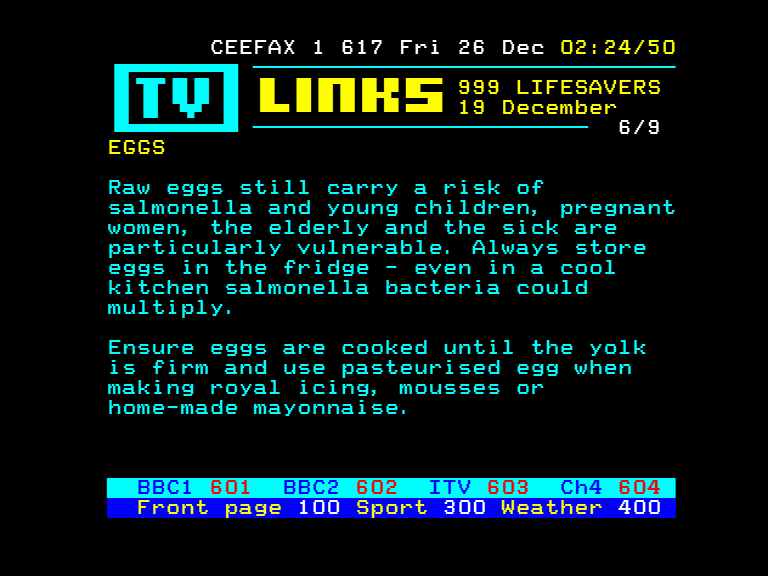 CEEFAX 1 617 Fri 26 Dec 02:24/50
TV LINKS 999 LIFESAVERS
19 December
6/9
EGGS
Raw eggs still carry a risk of
salmonella and young children, pregnant
women, the elderly and the sick are
particularly vulnerable. Always store
eggs in the fridge - even in a cool
kitchen salmonella bacteria could
multiply.
Ensure eggs are cooked until the yolk
is firm and use pasteurised egg when
making royal icing, mousses or
home-made mayonnaise.
BBC1 601 BBC2 602 ITV 603 Ch4 604
Front page 100 Sport 300 Weather 400